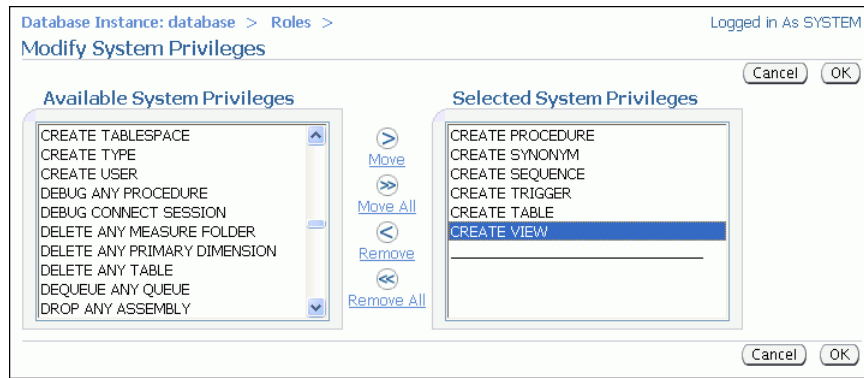 Database Instance: database > Roles >
Logged in As SYSTEM
Modify System Privileges
Cancel OK
Available System Privileges
Selected System Privileges
CREATE TABLESPACE
CREATE TYPE
CREATE USER
DEBUG ANY PROCEDURE
DEBUG CONNECT SESSION
DELETE ANY MEASURE FOLDER
DELETE ANY PRIMARY DIMENSION
DELETE ANY TABLE
DEQUEUE ANY QUEUE
DROP ANY ASSEMBLY
Move
Move All
Remove
Remove All
CREATE PROCEDURE
CREATE SYNONYM
CREATE SEQUENCE
CREATE TRIGGER
CREATE TABLE
CREATE VIEW
Cancel OK